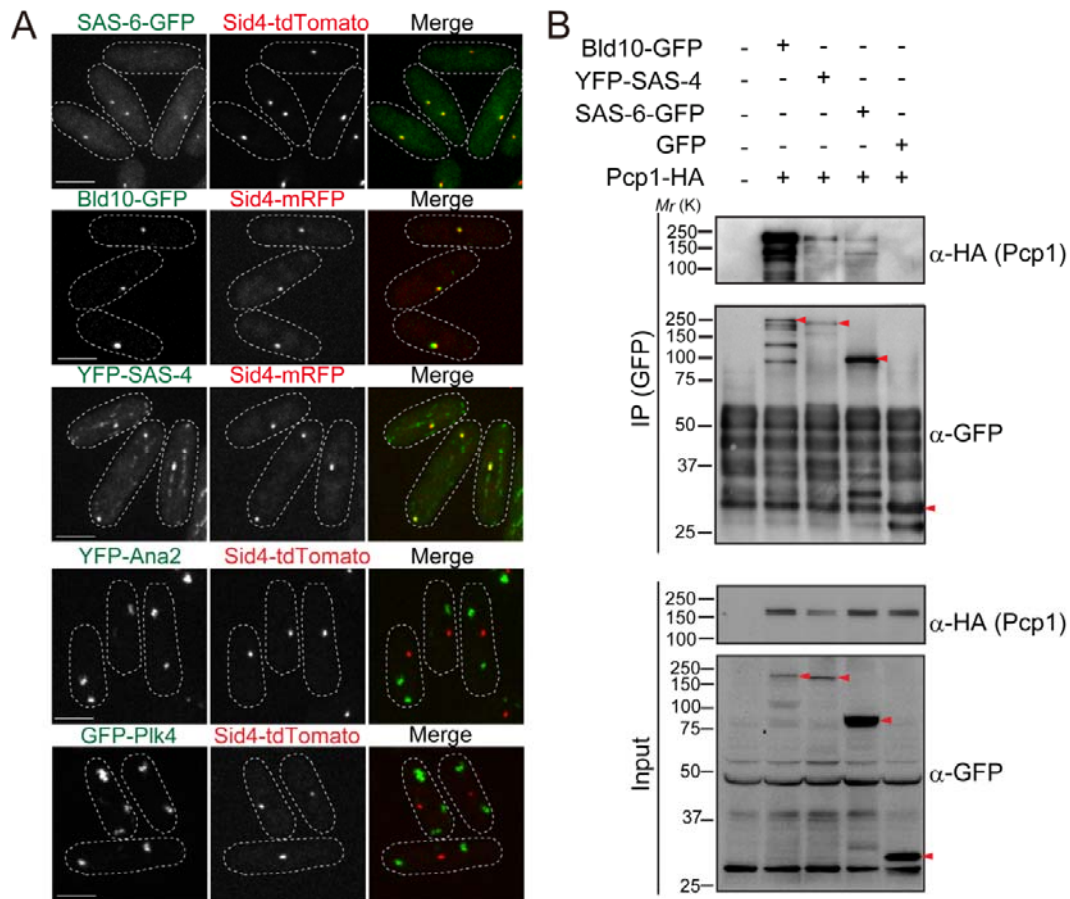 A
SAS-6-GFP Sid4-tdTomato Merge
Bld10-GFP Sid4-mRFP Merge
YFP-SAS-4 Sid4-mRFP Merge
YFP-Ana2 Sid4-tdTomato Merge
GFP-Plk4 Sid4-tdTomato Merge
B
Bld10-GFP - + - - -
YFP-SAS-4 - - + - -
SAS-6-GFP - - - + -
GFP - - - - +
Pcp1-HA - + + + +
Mr (K)
IP (GFP)
250
150
100
α-HA (Pcp1)
250
150
100
75
50
37
25
α-GFP
Input
250
150
100
α-HA (Pcp1)
250
150
100
75
50
37
25
α-GFP